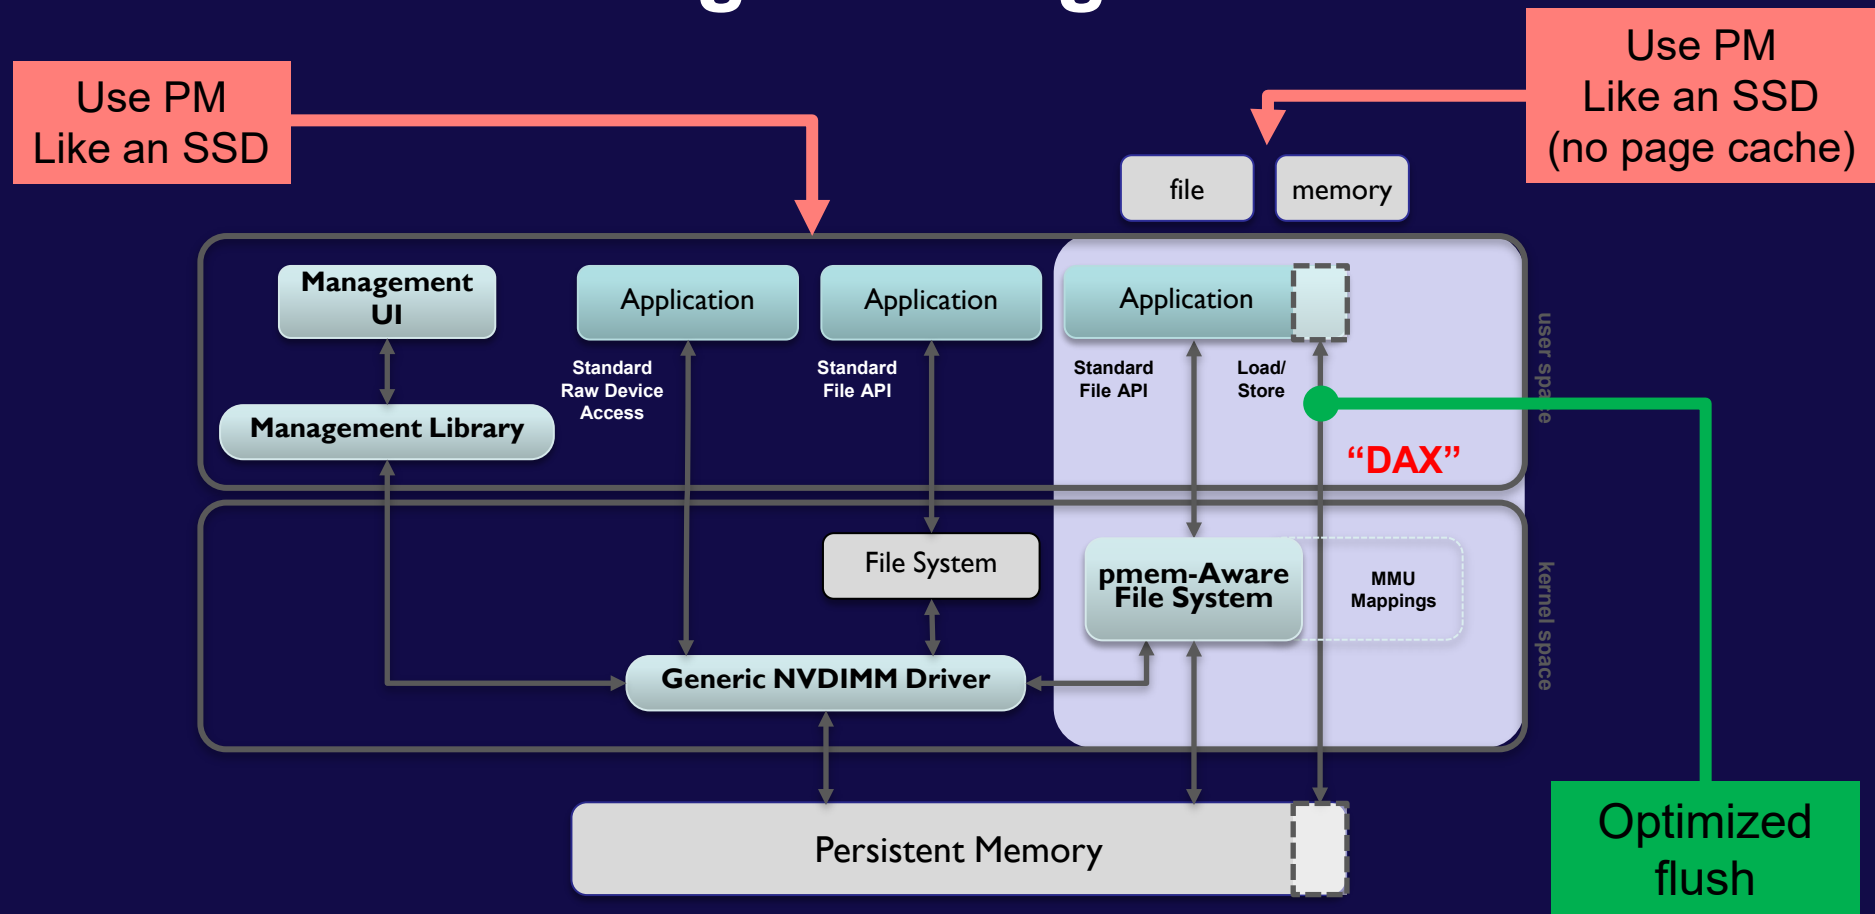 Use PM
Like an SSD
Use PM
Like an SSD
(no page cache)
file
memory
Management
UI
Application
Application
Application
Standard
Raw Device
Access
Standard
File API
Standard
File API
Load/
Store
user space
Management Library
“DAX”
File System
pmem-Aware
File System
MMU
Mappings
kernel space
Generic NVDIMM Driver
Persistent Memory
Optimized
flush